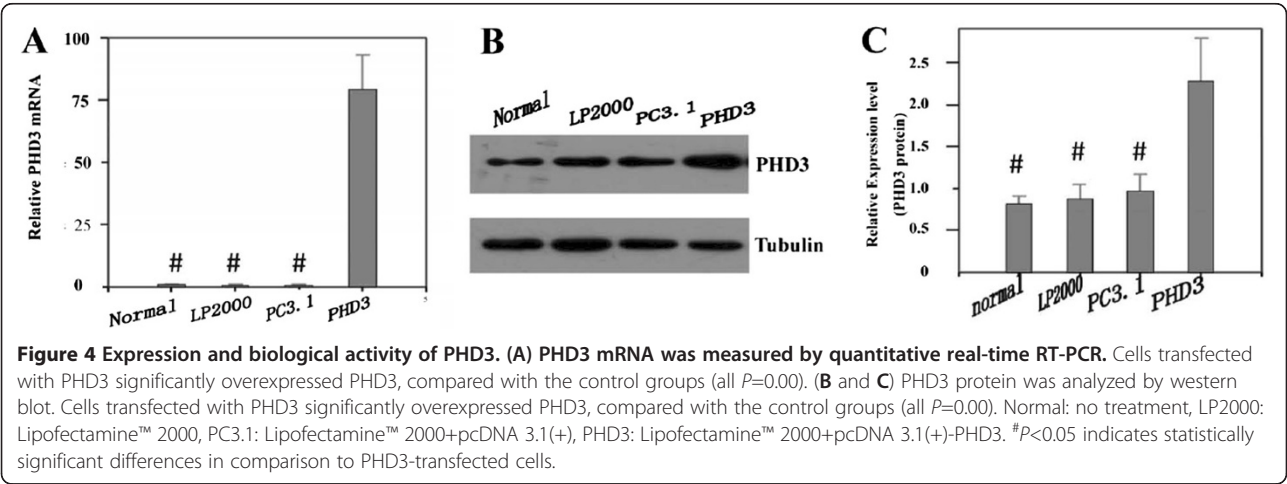 A
100
75
50
25
0
Relative PHD3 mRNA
# # #
Normal LP2000 PC3.1 PHD3
B
Normal LP2000 PC3.1 PHD3
PHD3
Tubulin
C
2.5
2.0
1.5
1.0
0.5
0
Relative Expression level
(PHD3 protein)
# # #
normal LP2000 PC3.1 PHD3
Figure 4 Expression and biological activity of PHD3. (A) PHD3 mRNA was measured by quantitative real-time RT-PCR. Cells transfected
with PHD3 significantly overexpressed PHD3, compared with the control groups (all P=0.00). (B and C) PHD3 protein was analyzed by western
blot. Cells transfected with PHD3 significantly overexpressed PHD3, compared with the control groups (all P=0.00). Normal: no treatment, LP2000:
Lipofectamine™ 2000, PC3.1: Lipofectamine™ 2000+pcDNA 3.1(+), PHD3: Lipofectamine™ 2000+pcDNA 3.1(+)-PHD3. #P<0.05 indicates statistically
significant differences in comparison to PHD3-transfected cells.